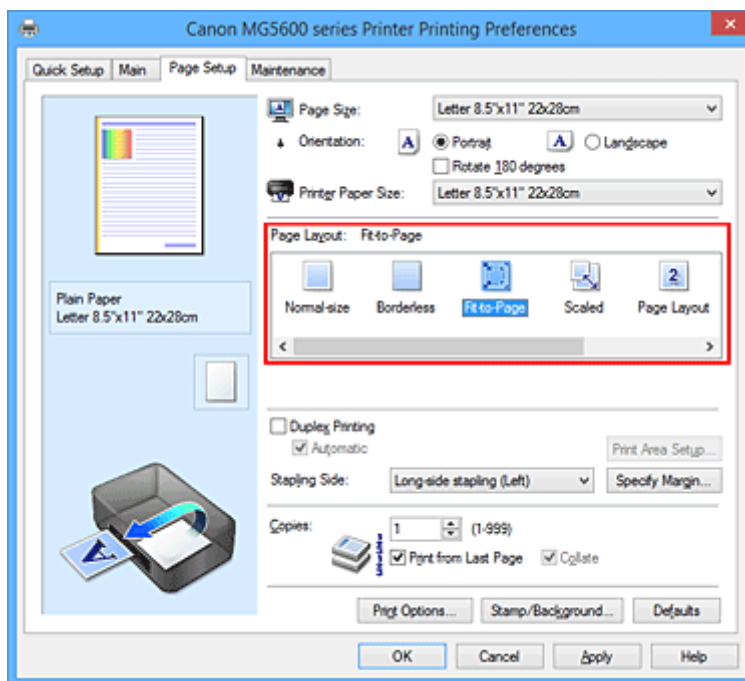 Canon MG5600 series Printer Printing Preferences
Quick Setup Main Page Setup Maintenance
Page Size: Letter 8.5"x11" 22x28cm
Orientation: A Portrait A Landscape
Rotate 180 degrees
Printer Paper Size: Letter 8.5"x11" 22x28cm
Page Layout: Fit-to-Page
Normal-size Borderless Fit-to-Page Scaled 2 Page Layout
Plain Paper
Letter 8.5"x11" 22x28cm
Duplex Printing
Automatic
Print Area Setup...
Stapling Side: Long-side stapling (Left) Specify Margin...
Copies: 1 (1-999)
Print from Last Page Collate
A
Print Options... Stamp/Background... Defaults
OK Cancel Apply Help